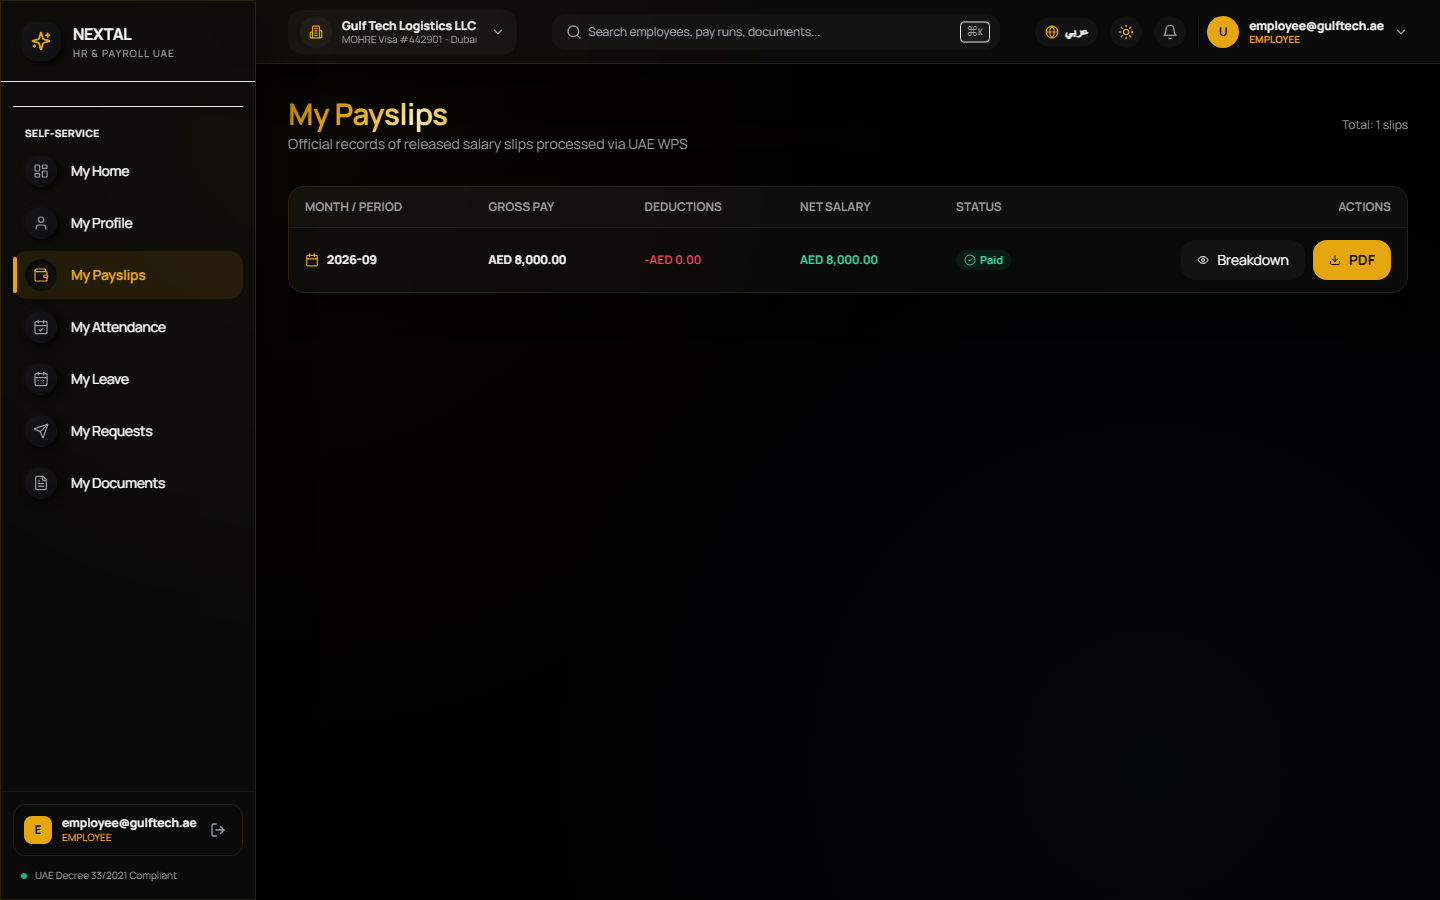 NEXTAL
HR & PAYROLL UAE
Gulf Tech Logistics LLC
MOHRE Visa #442901 - Dubai
Search employees, pay runs, documents...
⌘K
عربي
U
employee@gulftech.ae
EMPLOYEE
SELF-SERVICE
My Home
My Profile
My Payslips
My Attendance
My Leave
My Requests
My Documents
My Payslips
Official records of released salary slips processed via UAE WPS
Total: 1 slips
MONTH / PERIOD GROSS PAY DEDUCTIONS NET SALARY STATUS ACTIONS
2026-09 AED 8,000.00 -AED 0.00 AED 8,000.00 Paid Breakdown PDF
E
employee@gulftech.ae
EMPLOYEE
UAE Decree 33/2021 Compliant